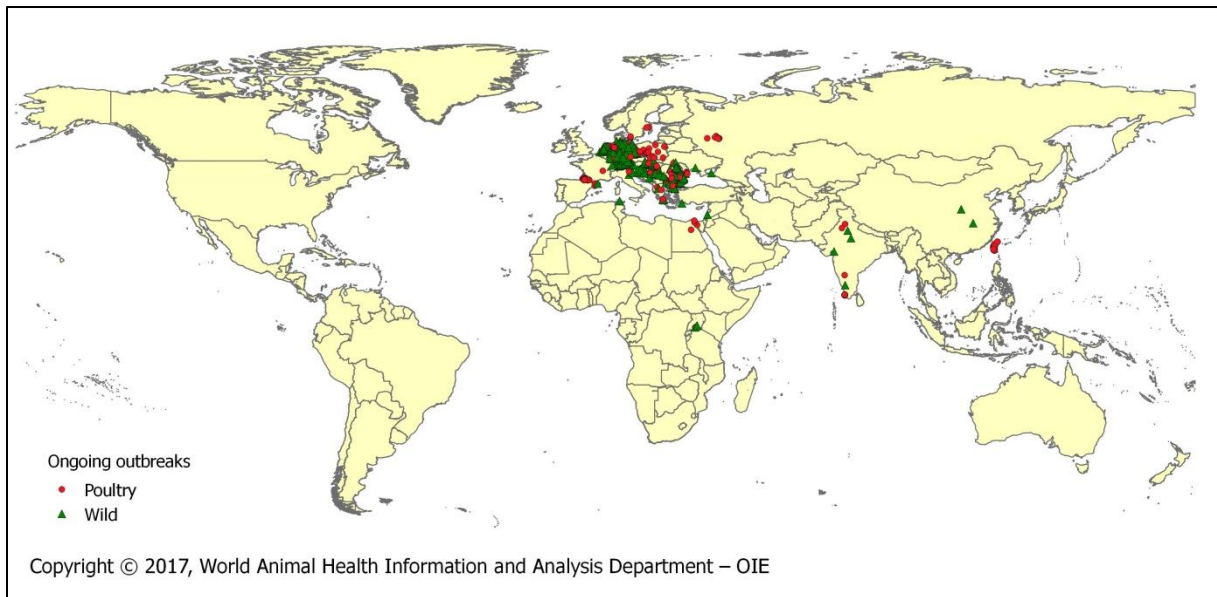 Ongoing outbreaks
Poultry
Wild
Copyright © 2017, World Animal Health Information and Analysis Department – OIE